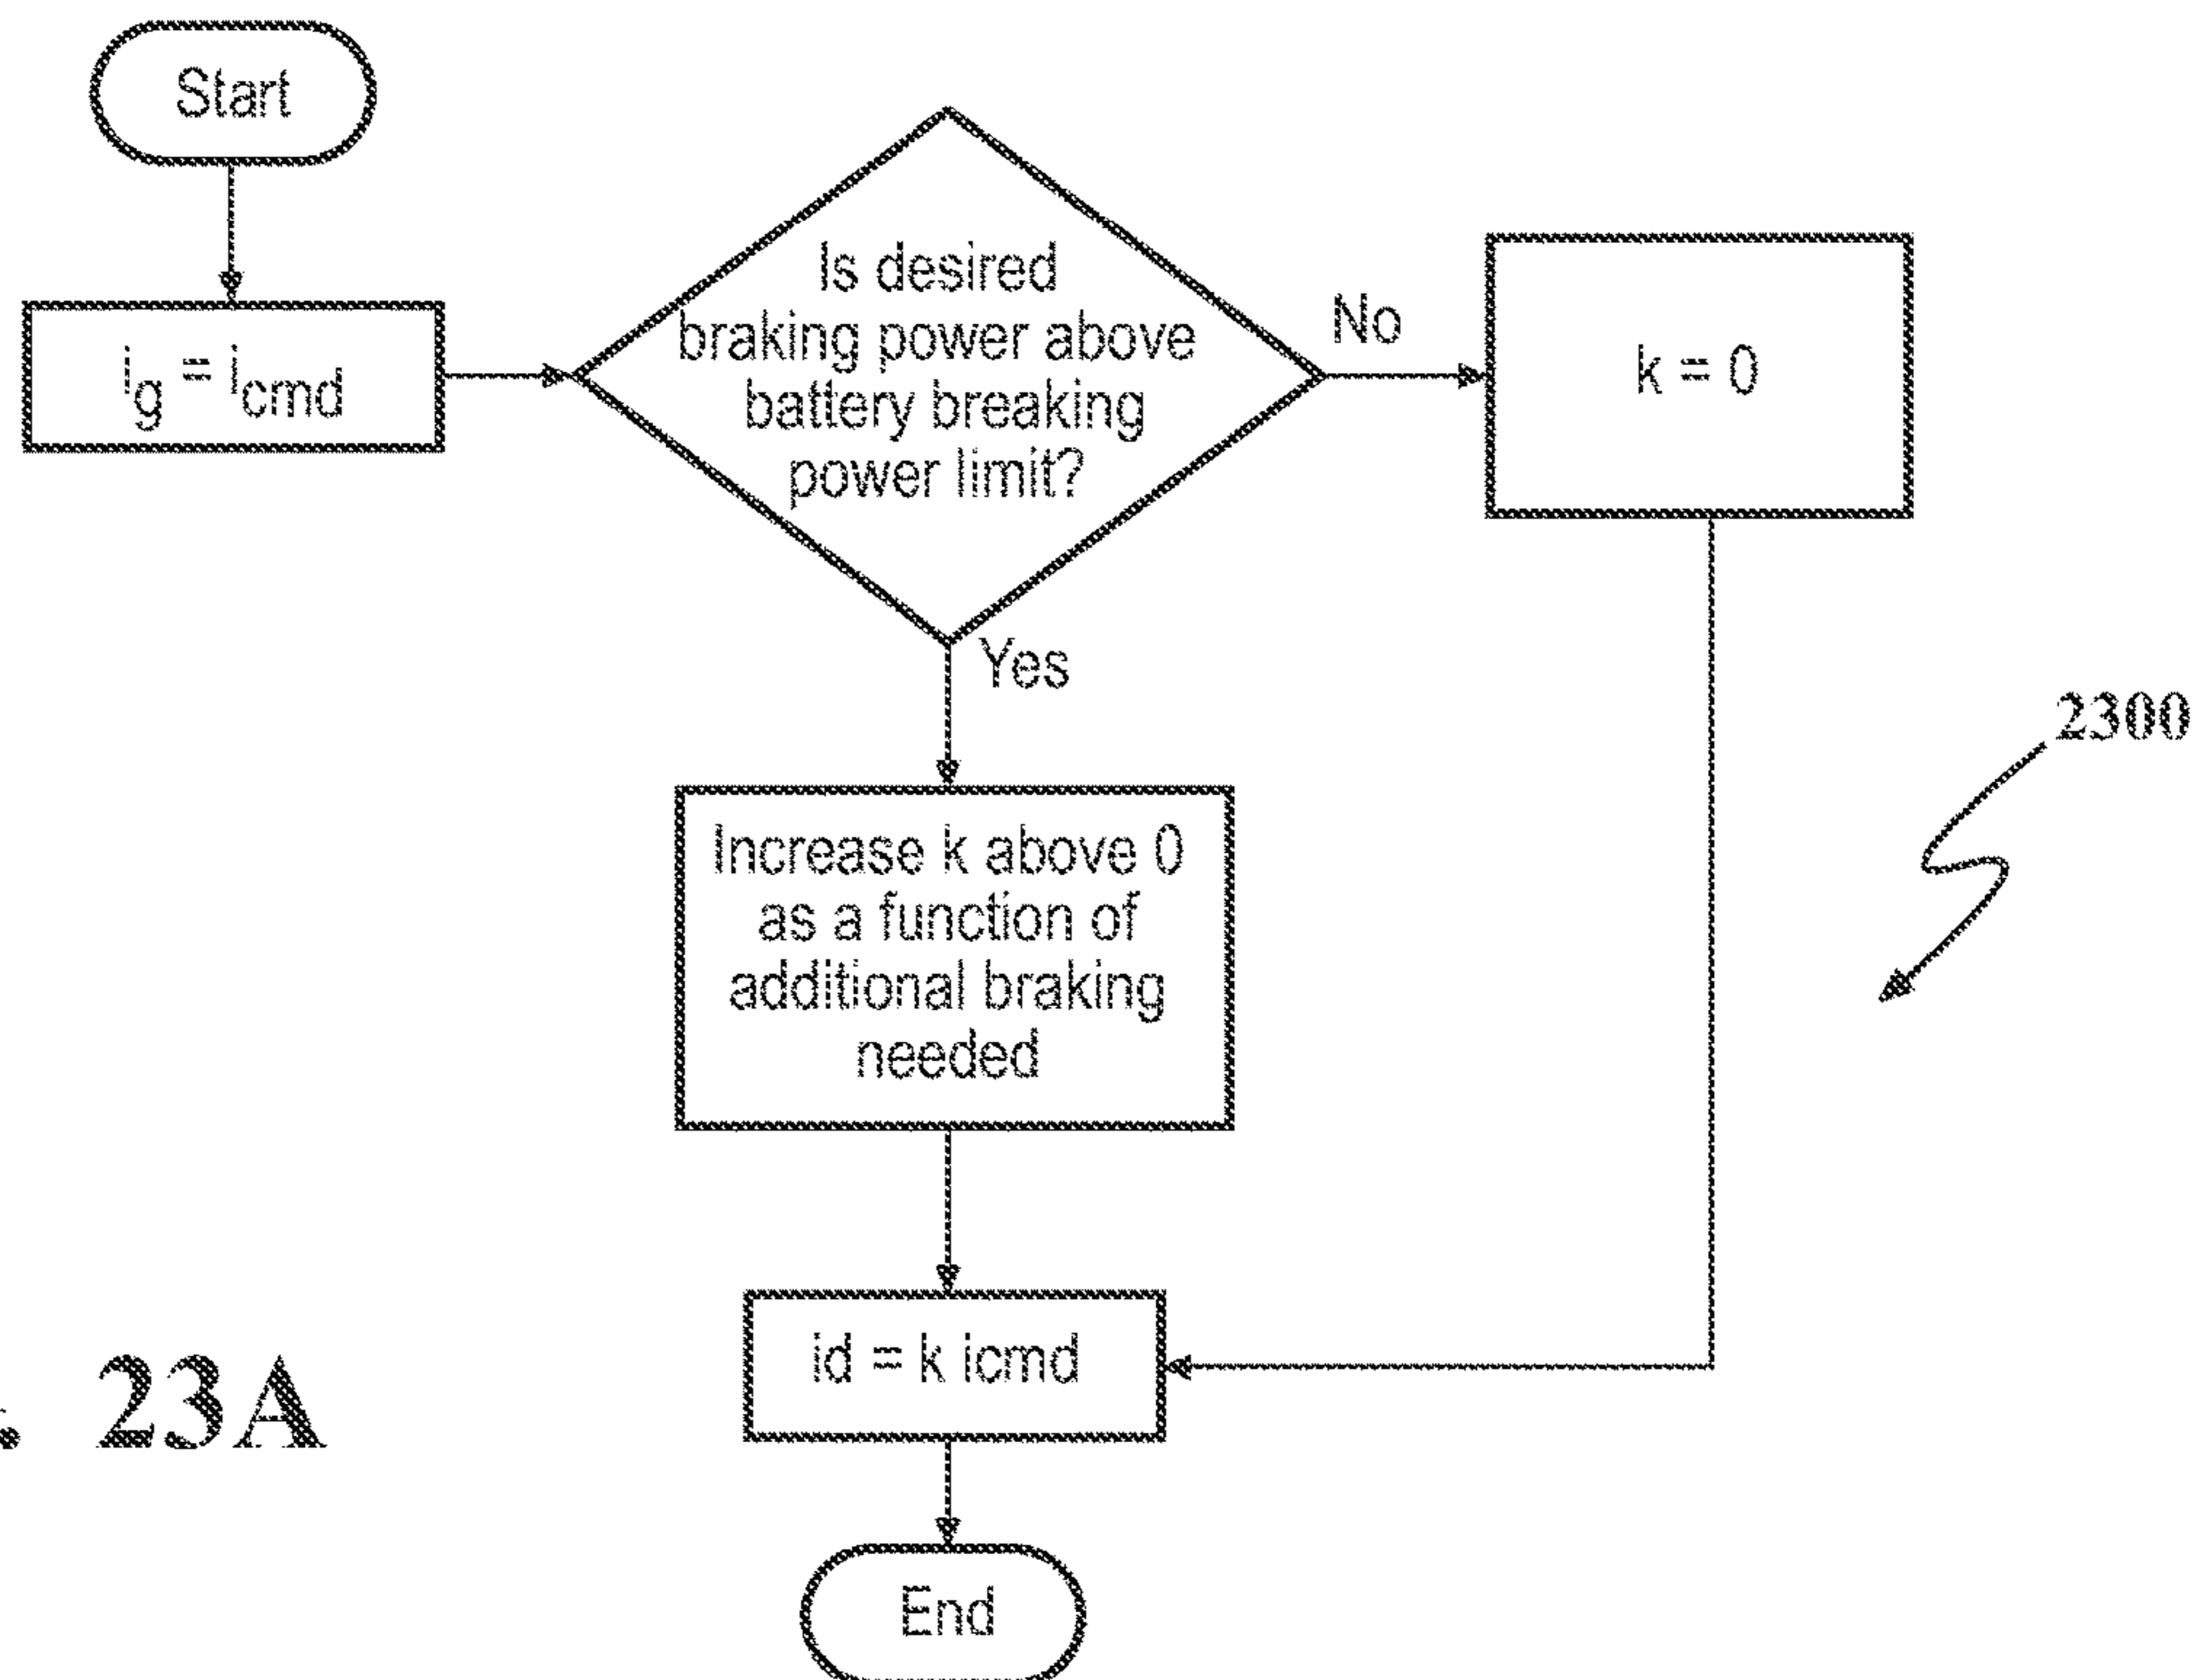 Start
ig = icmd
Is desired
braking power above
battery breaking
power limit?
No
k = 0
Yes
2300
Increase k above 0
as a function of
additional braking
needed
id = k icmd
23A
End